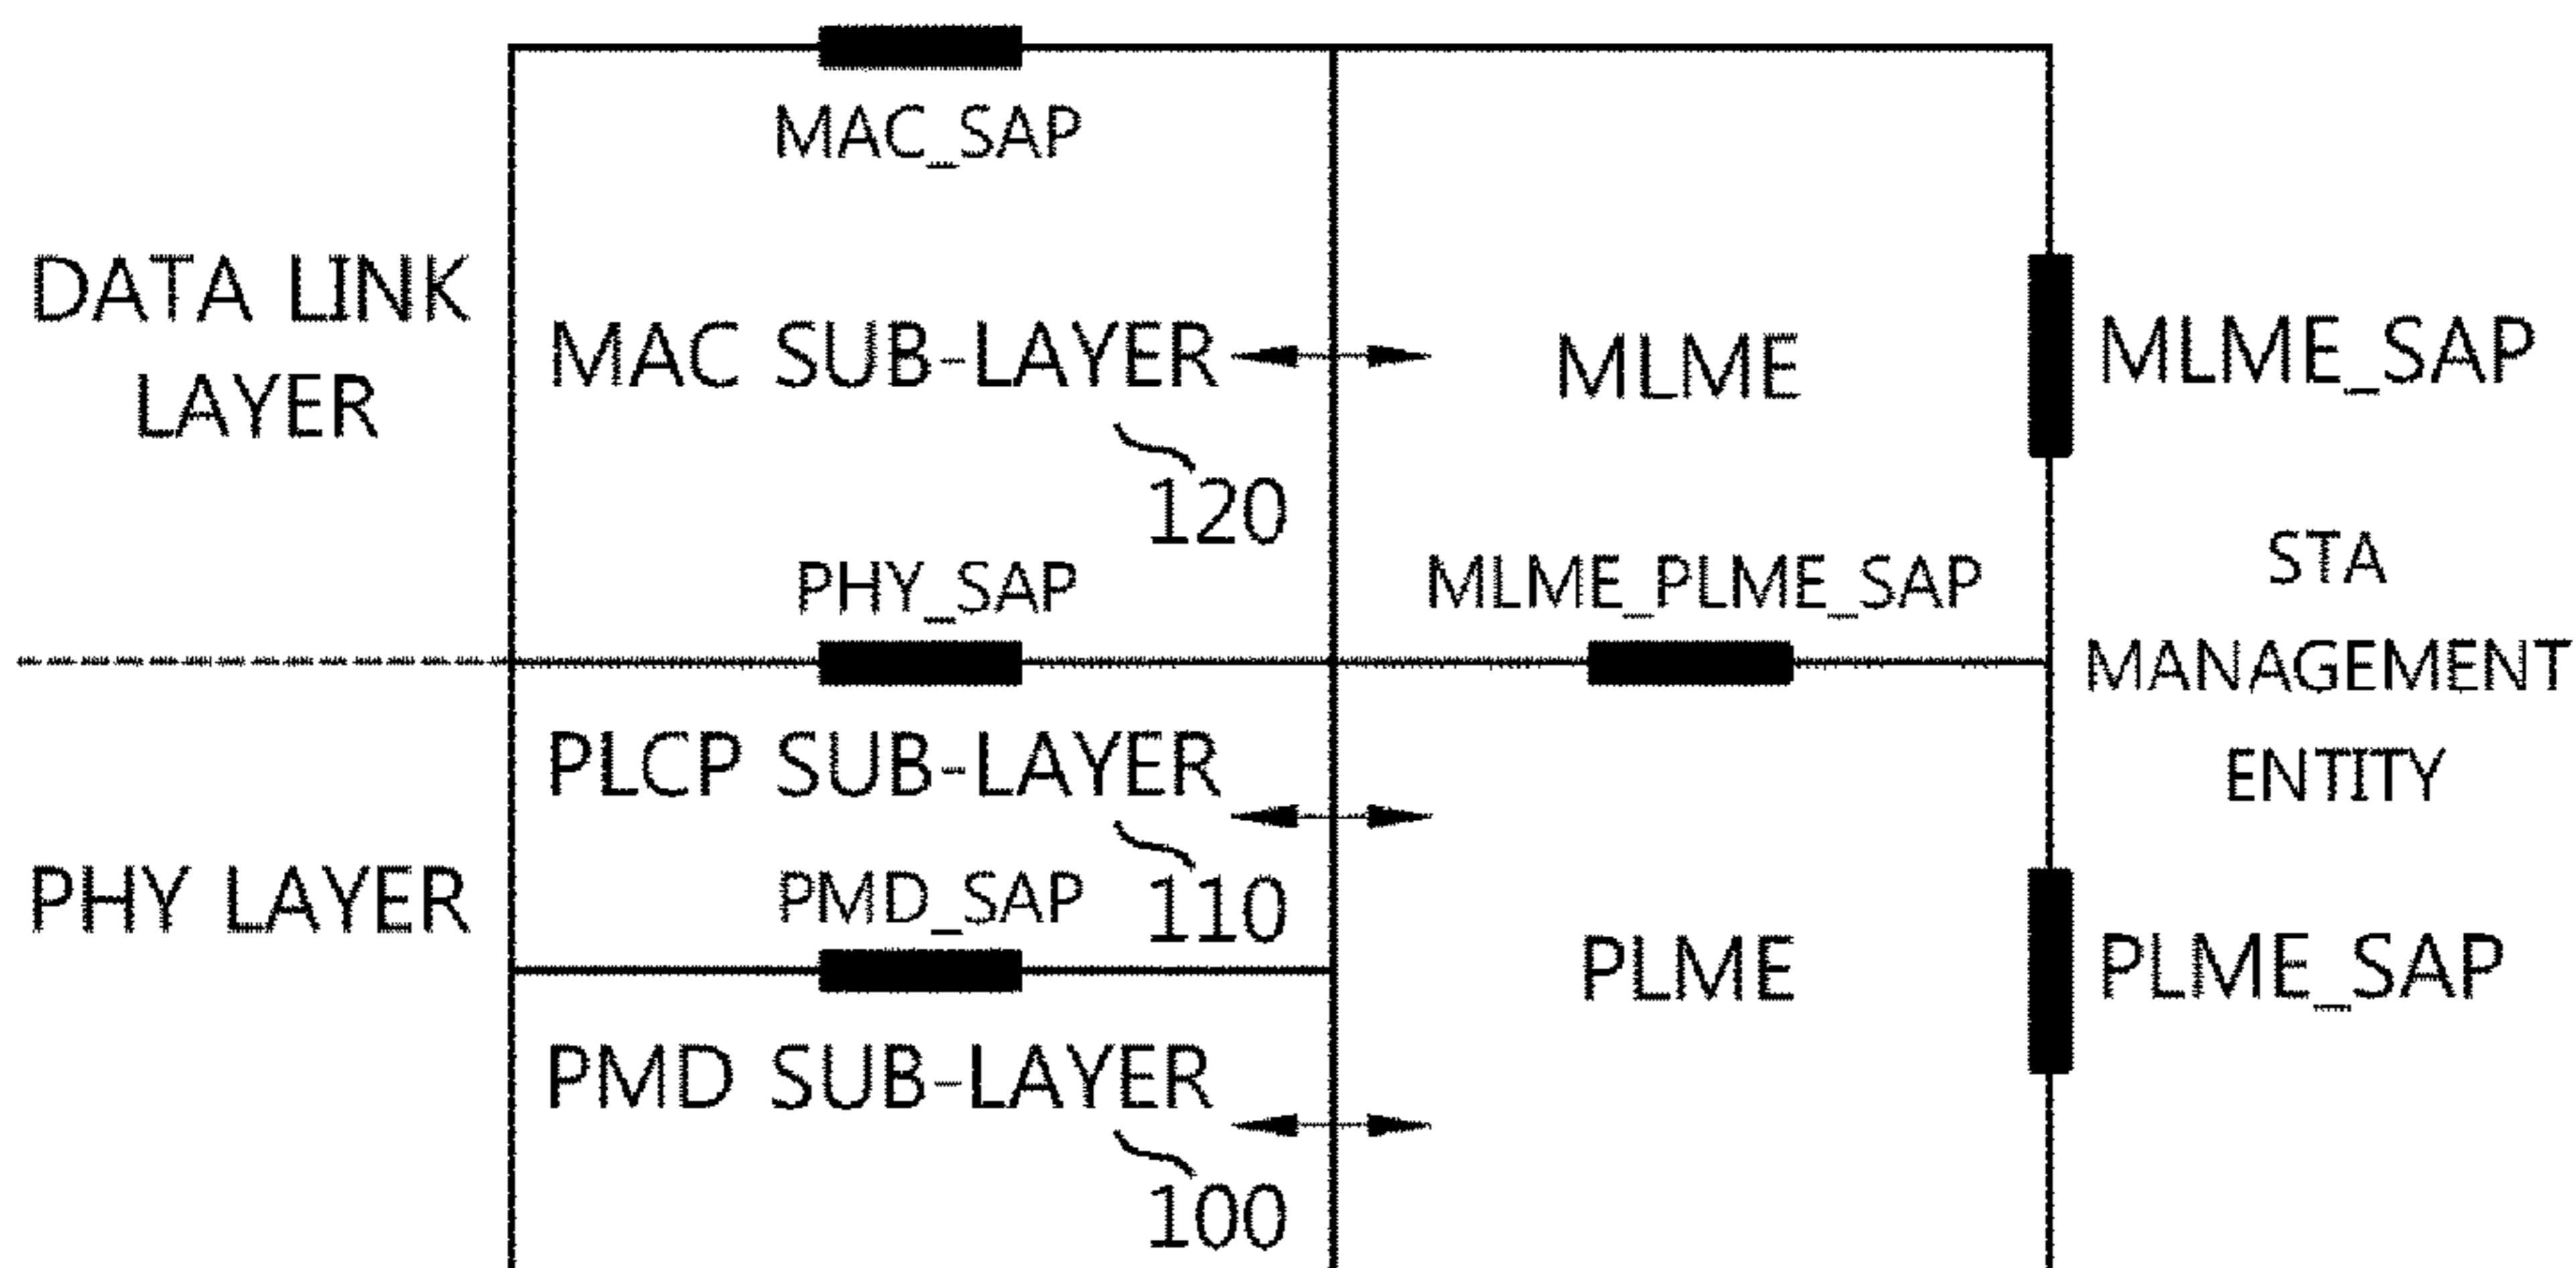 MAC_SAP
DATA LINK
LAYER
MAC SUB-LAYER
120
MLME
MLME_SAP
PHY_SAP
MLME_PLME_SAP
STA
MANAGEMENT
ENTITY
PLCP SUB-LAYER
110
PHY LAYER
PMD_SAP
PLME
PLME_SAP
PMD SUB-LAYER
100